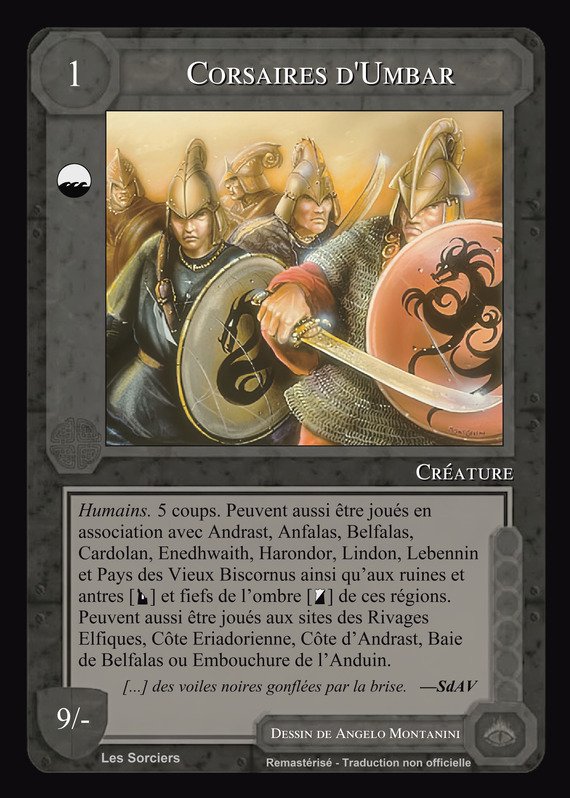 1
Corsaires d'Umbar
Créature
Humains. 5 coups. Peuvent aussi être joués en
association avec Andrast, Anfalas, Belfalas,
Cardolan, Enedhwaith, Harondor, Lindon, Lebennin
et Pays des Vieux Biscornus ainsi qu’aux ruines et
antres [] et fiefs de l’ombre [] de ces régions.
Peuvent aussi être joués aux sites des Rivages
Elfiques, Côte Eriadorienne, Côte d’Andrast, Baie
de Belfalas ou Embouchure de l’Anduin.
[...] des voiles noires gonflées par la brise. —SdAV
9/-
Dessin de Angelo Montanini
Les Sorciers
Remastérisé - Traduction non officielle